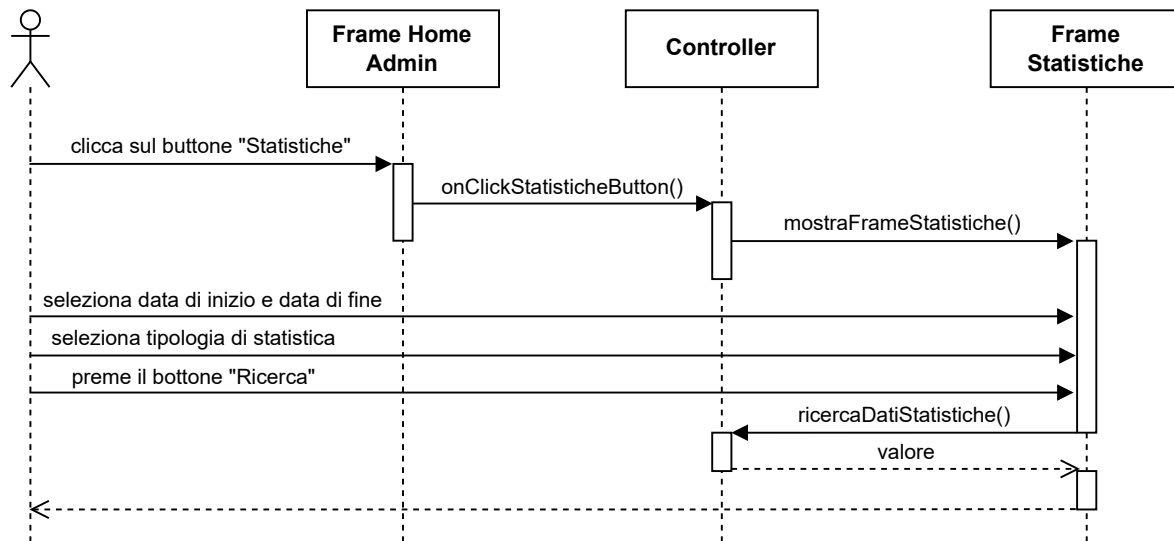 Frame Home
Admin
Controller
Frame
Statistiche
clicca sul buttone "Statistiche"
onClickStatisticheButton()
mostraFrameStatistiche()
seleziona data di inizio e data di fine
seleziona tipologia di statistica
preme il bottone "Ricerca"
ricercaDatiStatistiche()
valore